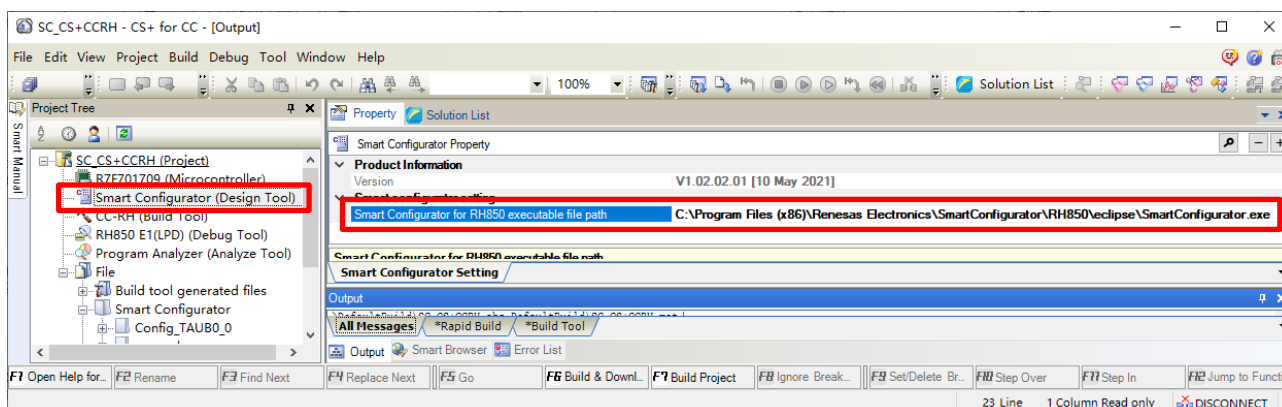 SC_CS+CCRH - CS+ for CC - [Output]
File Edit View Project Build Debug Tool Window Help
100% Solution List
Project Tree
Property Solution List
Smart Manual
Smart Configurator Property
SC_CS+CCRH (Project)
Product Information
R7F701709 (Microcontroller)
Version V1.02.02.01 [10 May 2021]
Smart Configurator (Design Tool)
Smart Configurator for RH850 executable file path C:\Program Files (x86)\Renesas Electronics\SmartConfigurator\RH850\eclipse\SmartConfigurator.exe
CC-RH (Build Tool)
RH850 E1(LPD) (Debug Tool)
Program Analyzer (Analyze Tool)
Smart Configurator for RH850 executable file path
File
Smart Configurator Setting
Build tool generated files
Output
Smart Configurator
Config_TAUB0_0
All Messages *Rapid Build *Build Tool
Output Smart Browser Error List
F1 Open Help for... F2 Rename F3 Find Next F4 Replace Next F5 Go F6 Build & Downl... F7 Build Project F8 Ignore Break... F9 Set/Delete Br... F10 Step Over F11 Step In F12 Jump to Functi
23 Line 1 Column Read only DISCONNECT